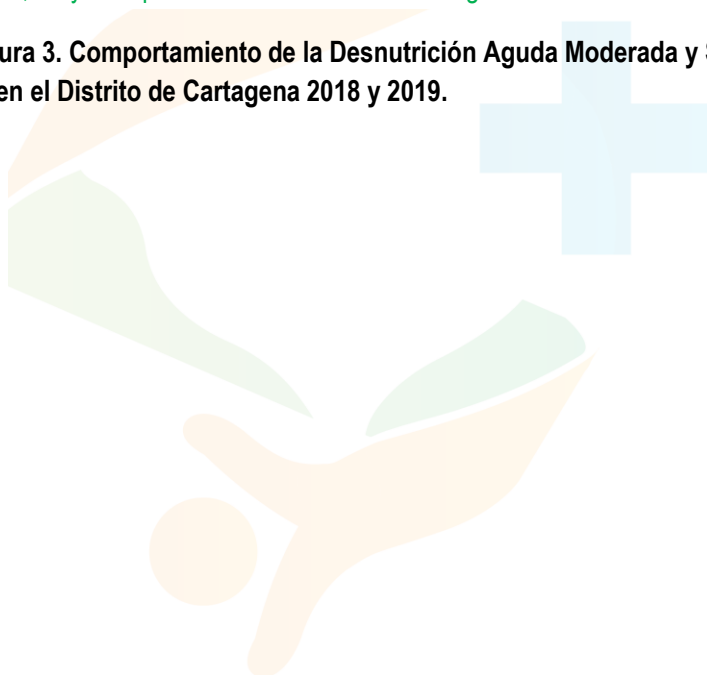 ura 3. Comportamiento de la Desnutrición Aguda Moderada y
en el Distrito de Cartagena 2018 y 2019.